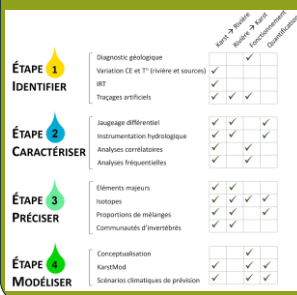 Karst → Rivière
Rivière → Karst
Fonctionnement
Quantification
ÉTAPE 1
IDENTIFIER
Diagnostic géologique
Variation CE et T° (rivière et sources)
IRT
Traçages artificiels
ÉTAPE 2
CARACTÉRISER
Jaugeage différentiel
Instrumentation hydrologique
Analyses corrélatoires
Analyses fréquentielles
ÉTAPE 3
PRÉCISER
Eléments majeurs
Isotopes
Proportions de mélanges
Communautés d'invertébrés
ÉTAPE 4
MODÉLISER
Conceptualisation
KarstMod
Scénarios climatiques de prévision